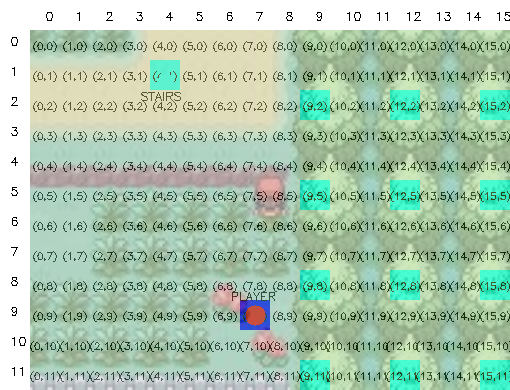 0 1 2 3 4 5 6 7 8 9 10 11 12 13 14 15
0 (0,0) (1,0) (2,0) (3,0) (4,0) (5,0) (6,0) (7,0) (8,0) (9,0) (10,0) (11,0) (12,0) (13,0) (14,0) (15,0)
1 (0,1) (1,1) (2,1) (3,1) (5,1) (6,1) (7,1) (8,1) (9,1) (10,1) (11,1) (12,1) (13,1) (14,1) (15,1)
STAIRS
2 (0,2) (1,2) (2,2) (3,2) (4,2) (5,2) (6,2) (7,2) (8,2) (9,2) (10,2) (11,2) (12,2) (13,2) (14,2) (15,2)
3 (0,3) (1,3) (2,3) (3,3) (4,3) (5,3) (6,3) (7,3) (8,3) (9,3) (10,3) (11,3) (12,3) (13,3) (14,3) (15,3)
4 (0,4) (1,4) (2,4) (3,4) (4,4) (5,4) (6,4) (7,4) (8,4) (9,4) (10,4) (11,4) (12,4) (13,4) (14,4) (15,4)
5 (0,5) (1,5) (2,5) (3,5) (4,5) (5,5) (6,5) (7,5) (8,5) (9,5) (10,5) (11,5) (12,5) (13,5) (14,5) (15,5)
6 (0,6) (1,6) (2,6) (3,6) (4,6) (5,6) (6,6) (7,6) (8,6) (9,6) (10,6) (11,6) (12,6) (13,6) (14,6) (15,6)
7 (0,7) (1,7) (2,7) (3,7) (4,7) (5,7) (6,7) (7,7) (8,7) (9,7) (10,7) (11,7) (12,7) (13,7) (14,7) (15,7)
8 (0,8) (1,8) (2,8) (3,8) (4,8) (5,8) (6,8) (7,8) (8,8) (9,8) (10,8) (11,8) (12,8) (13,8) (14,8) (15,8)
PLAYER
9 (0,9) (1,9) (2,9) (3,9) (4,9) (5,9) (6,9) (8,9) (9,9) (10,9) (11,9) (12,9) (13,9) (14,9) (15,9)
10 (0,10) (1,10) (2,10) (3,10) (4,10) (5,10) (6,10) (7,10) (8,10) (9,10) (10,10) (11,10) (12,10) (13,10) (14,10) (15,10)
11 (0,11) (1,11) (2,11) (3,11) (4,11) (5,11) (6,11) (7,11) (8,11) (9,11) (10,11) (11,11) (12,11) (13,11) (14,11) (15,11)